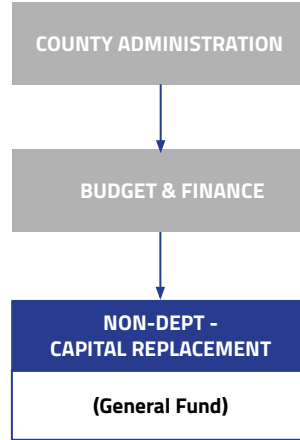 COUNTY ADMINISTRATION
BUDGET & FINANCE
NON-DEPT -
CAPITAL REPLACEMENT
(General Fund)